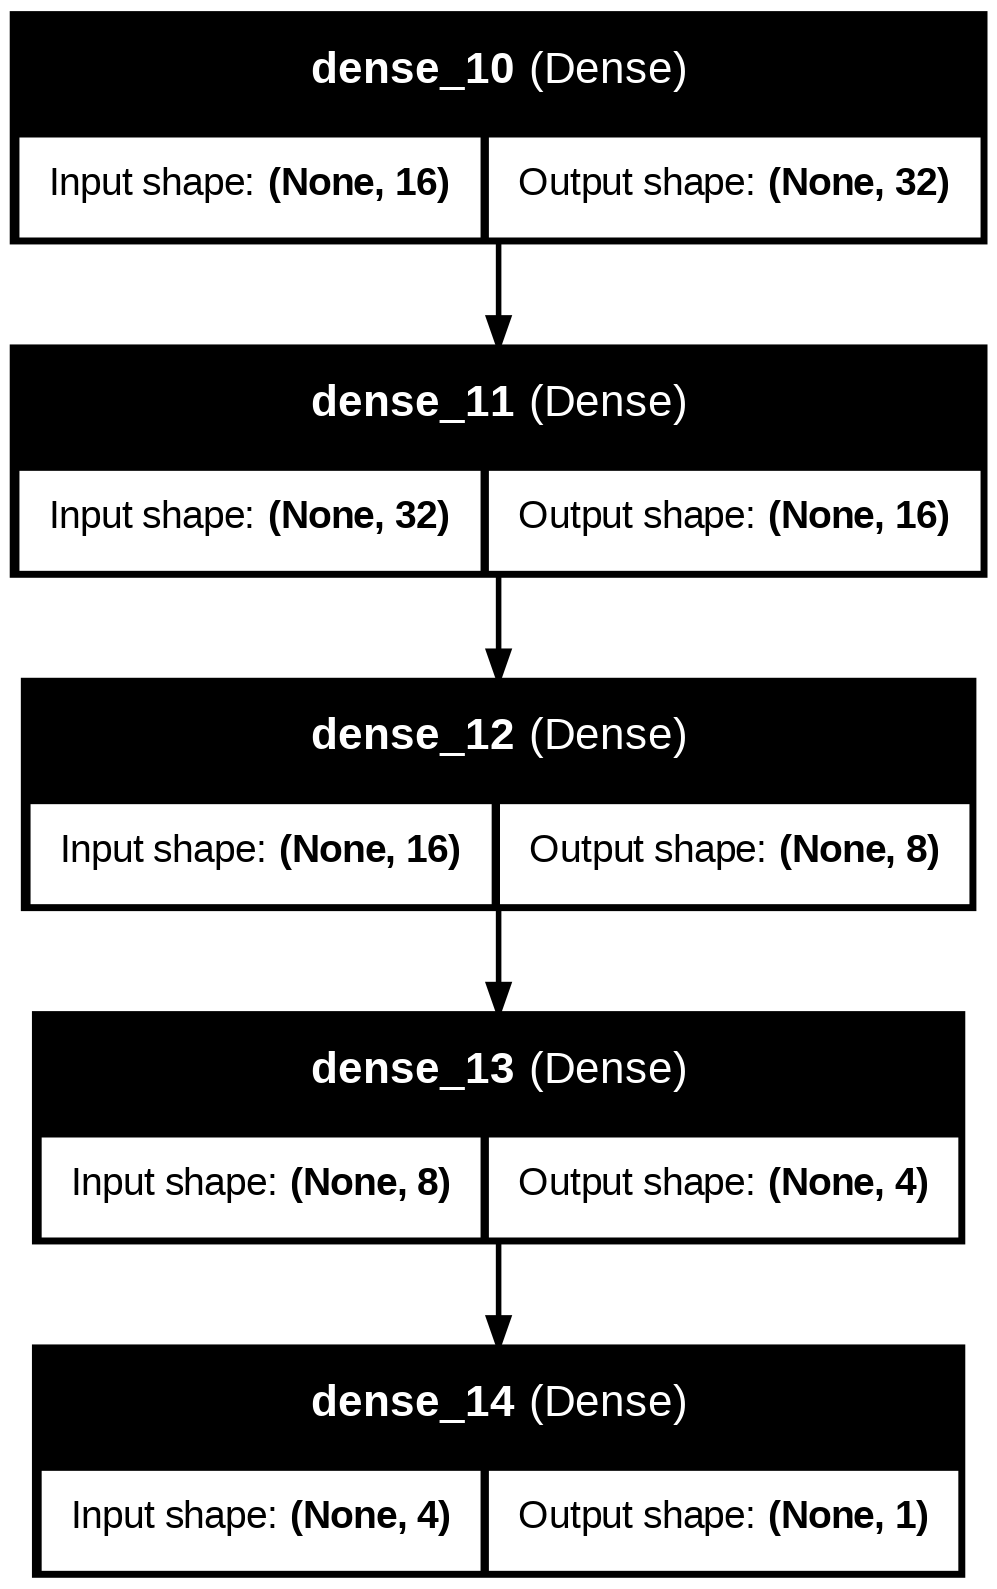 dense_10 (Dense)
Input shape: (None, 16) Output shape: (None, 32)
dense_11 (Dense)
Input shape: (None, 32) Output shape: (None, 16)
dense_12 (Dense)
Input shape: (None, 16) Output shape: (None, 8)
dense_13 (Dense)
Input shape: (None, 8) Output shape: (None, 4)
dense_14 (Dense)
Input shape: (None, 4) Output shape: (None, 1)